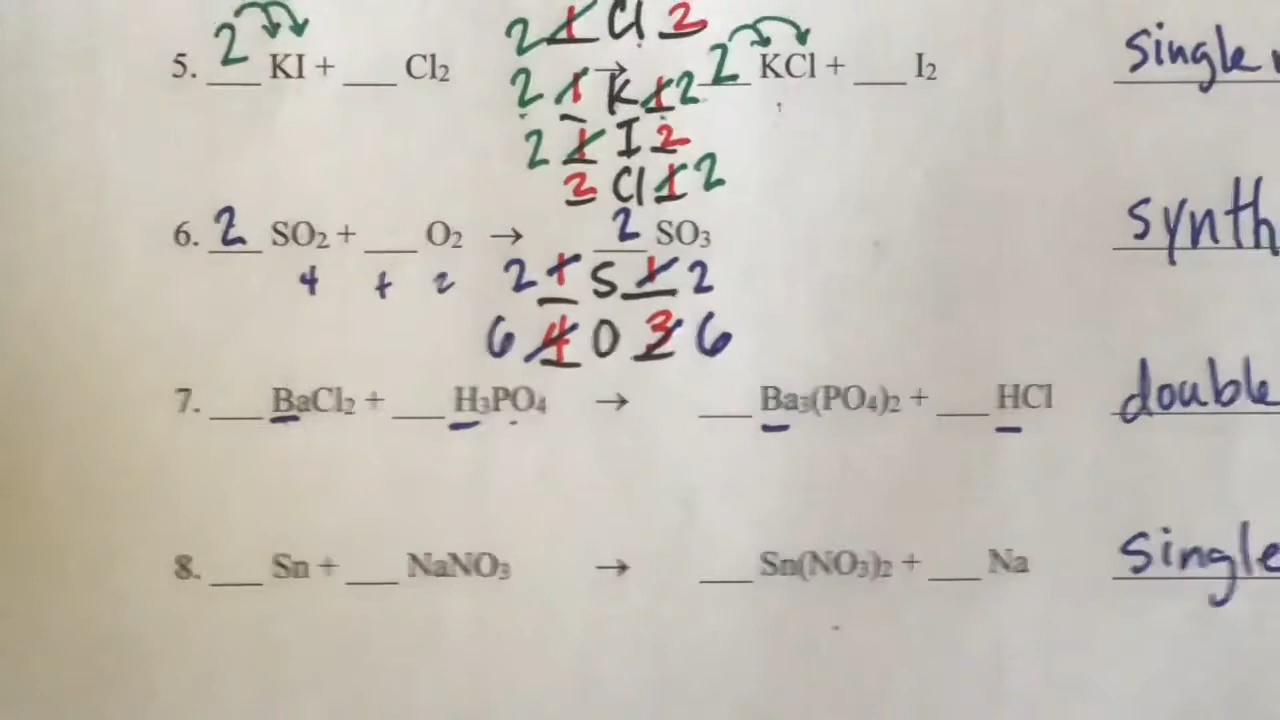 2 1 Cl 2
5. 2 KI + ___ Cl2 → 2 KCl + ___ I2 single
2 1 K 1 2
2 1 I 2
2 Cl 1 2
6. 2 SO2 + ___ O2 → 2 SO3 synth
4 + 2 2 1 S 1 2
6 4 O 3 6
7. ___ BaCl2 + ___ H3PO4 → ___ Ba3(PO4)2 + ___ HCl double
8. ___ Sn + ___ NaNO3 → ___ Sn(NO3)2 + ___ Na single